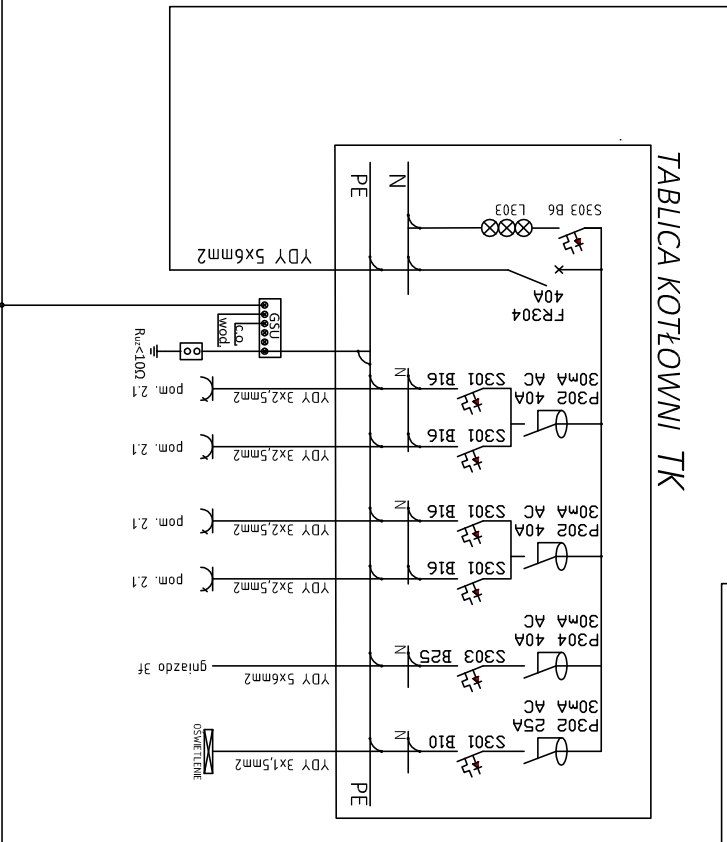 TABLICA KOTŁOWNI TK
PE
N
L303
S303 B6
YDY 5x6mm2
FR304
40A
GSU
c.o.
wod.
Ruz<10Ω
pom. 2.1
YDY 3x2,5mm2
N
S301 B16
P302 40A
30mA AC
pom. 2.1
YDY 3x2,5mm2
S301 B16
pom. 2.1
YDY 3x2,5mm2
N
S301 B16
P302 40A
30mA AC
pom. 2.1
YDY 3x2,5mm2
S301 B16
gniazdo 3f
YDY 5x6mm2
N
S303 B25
P304 40A
30mA AC
OŚWIETLENIE
YDY 3x1,5mm2
N
S301 B10
P302 25A
30mA AC
PE